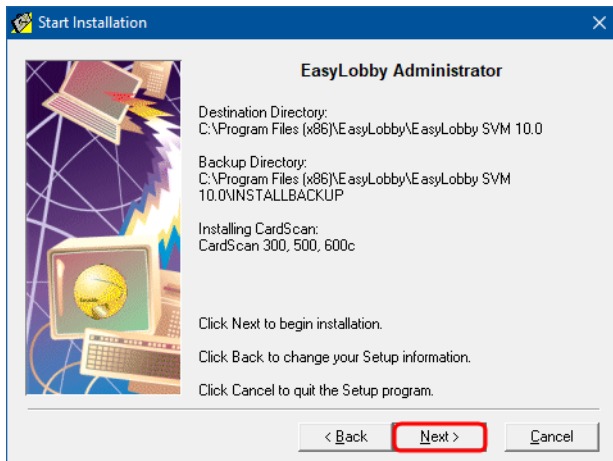 Start Installation
EasyLobby Administrator
Destination Directory:
C:\Program Files (x86)\EasyLobby\EasyLobby SVM 10.0
Backup Directory:
C:\Program Files (x86)\EasyLobby\EasyLobby SVM
10.0\INSTALLBACKUP
Installing CardScan:
CardScan 300, 500, 600c
Click Next to begin installation.
Click Back to change your Setup information.
Click Cancel to quit the Setup program.
< Back
Next >
Cancel